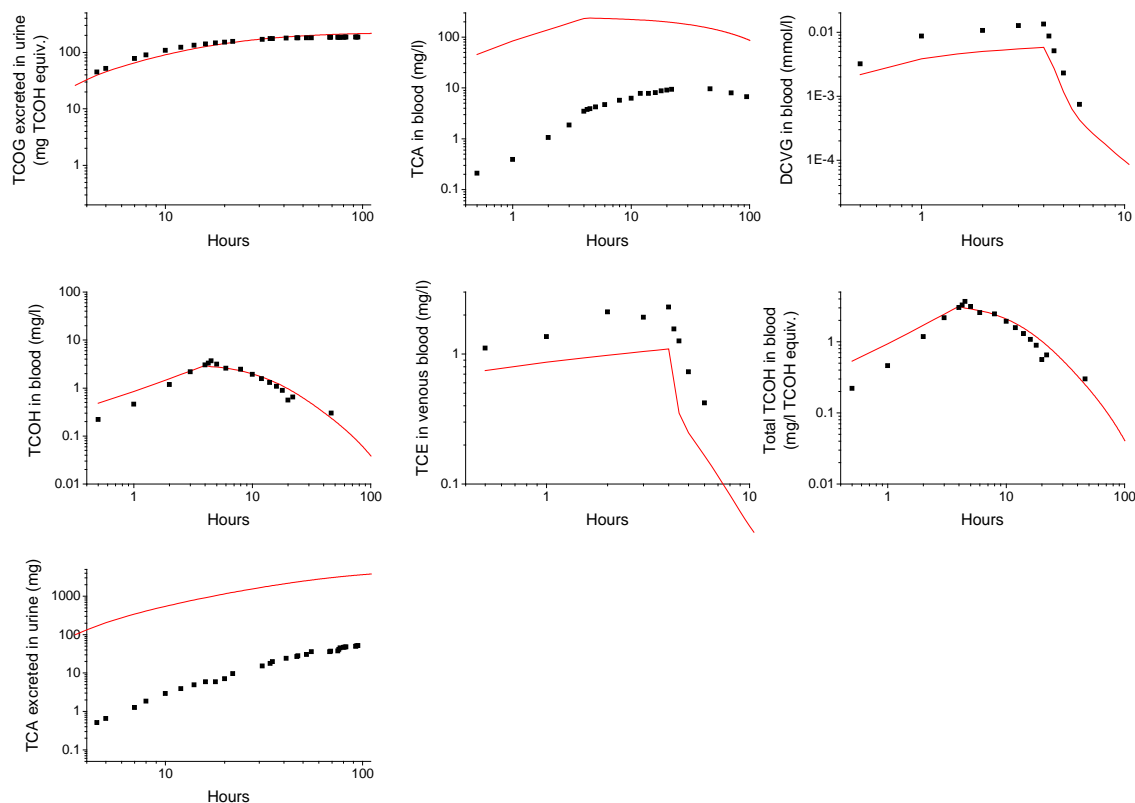 TCOG excreted in urine
(mg TCOH equiv.)
100
10
1
10
100
Hours
TCA in blood (mg/l)
100
10
1
0.1
1
10
100
Hours
DCVG in blood (mmol/l)
0.01
1E-3
1E-4
1
10
Hours
TCOH in blood (mg/l)
100
10
1
0.1
0.01
1
10
100
Hours
TCE in venous blood (mg/l)
1
0.1
1
10
Hours
Total TCOH in blood
(mg/l TCOH equiv.)
10
1
0.1
0.01
1
10
100
Hours
TCA excreted in urine (mg)
1000
100
10
1
0.1
10
100
Hours